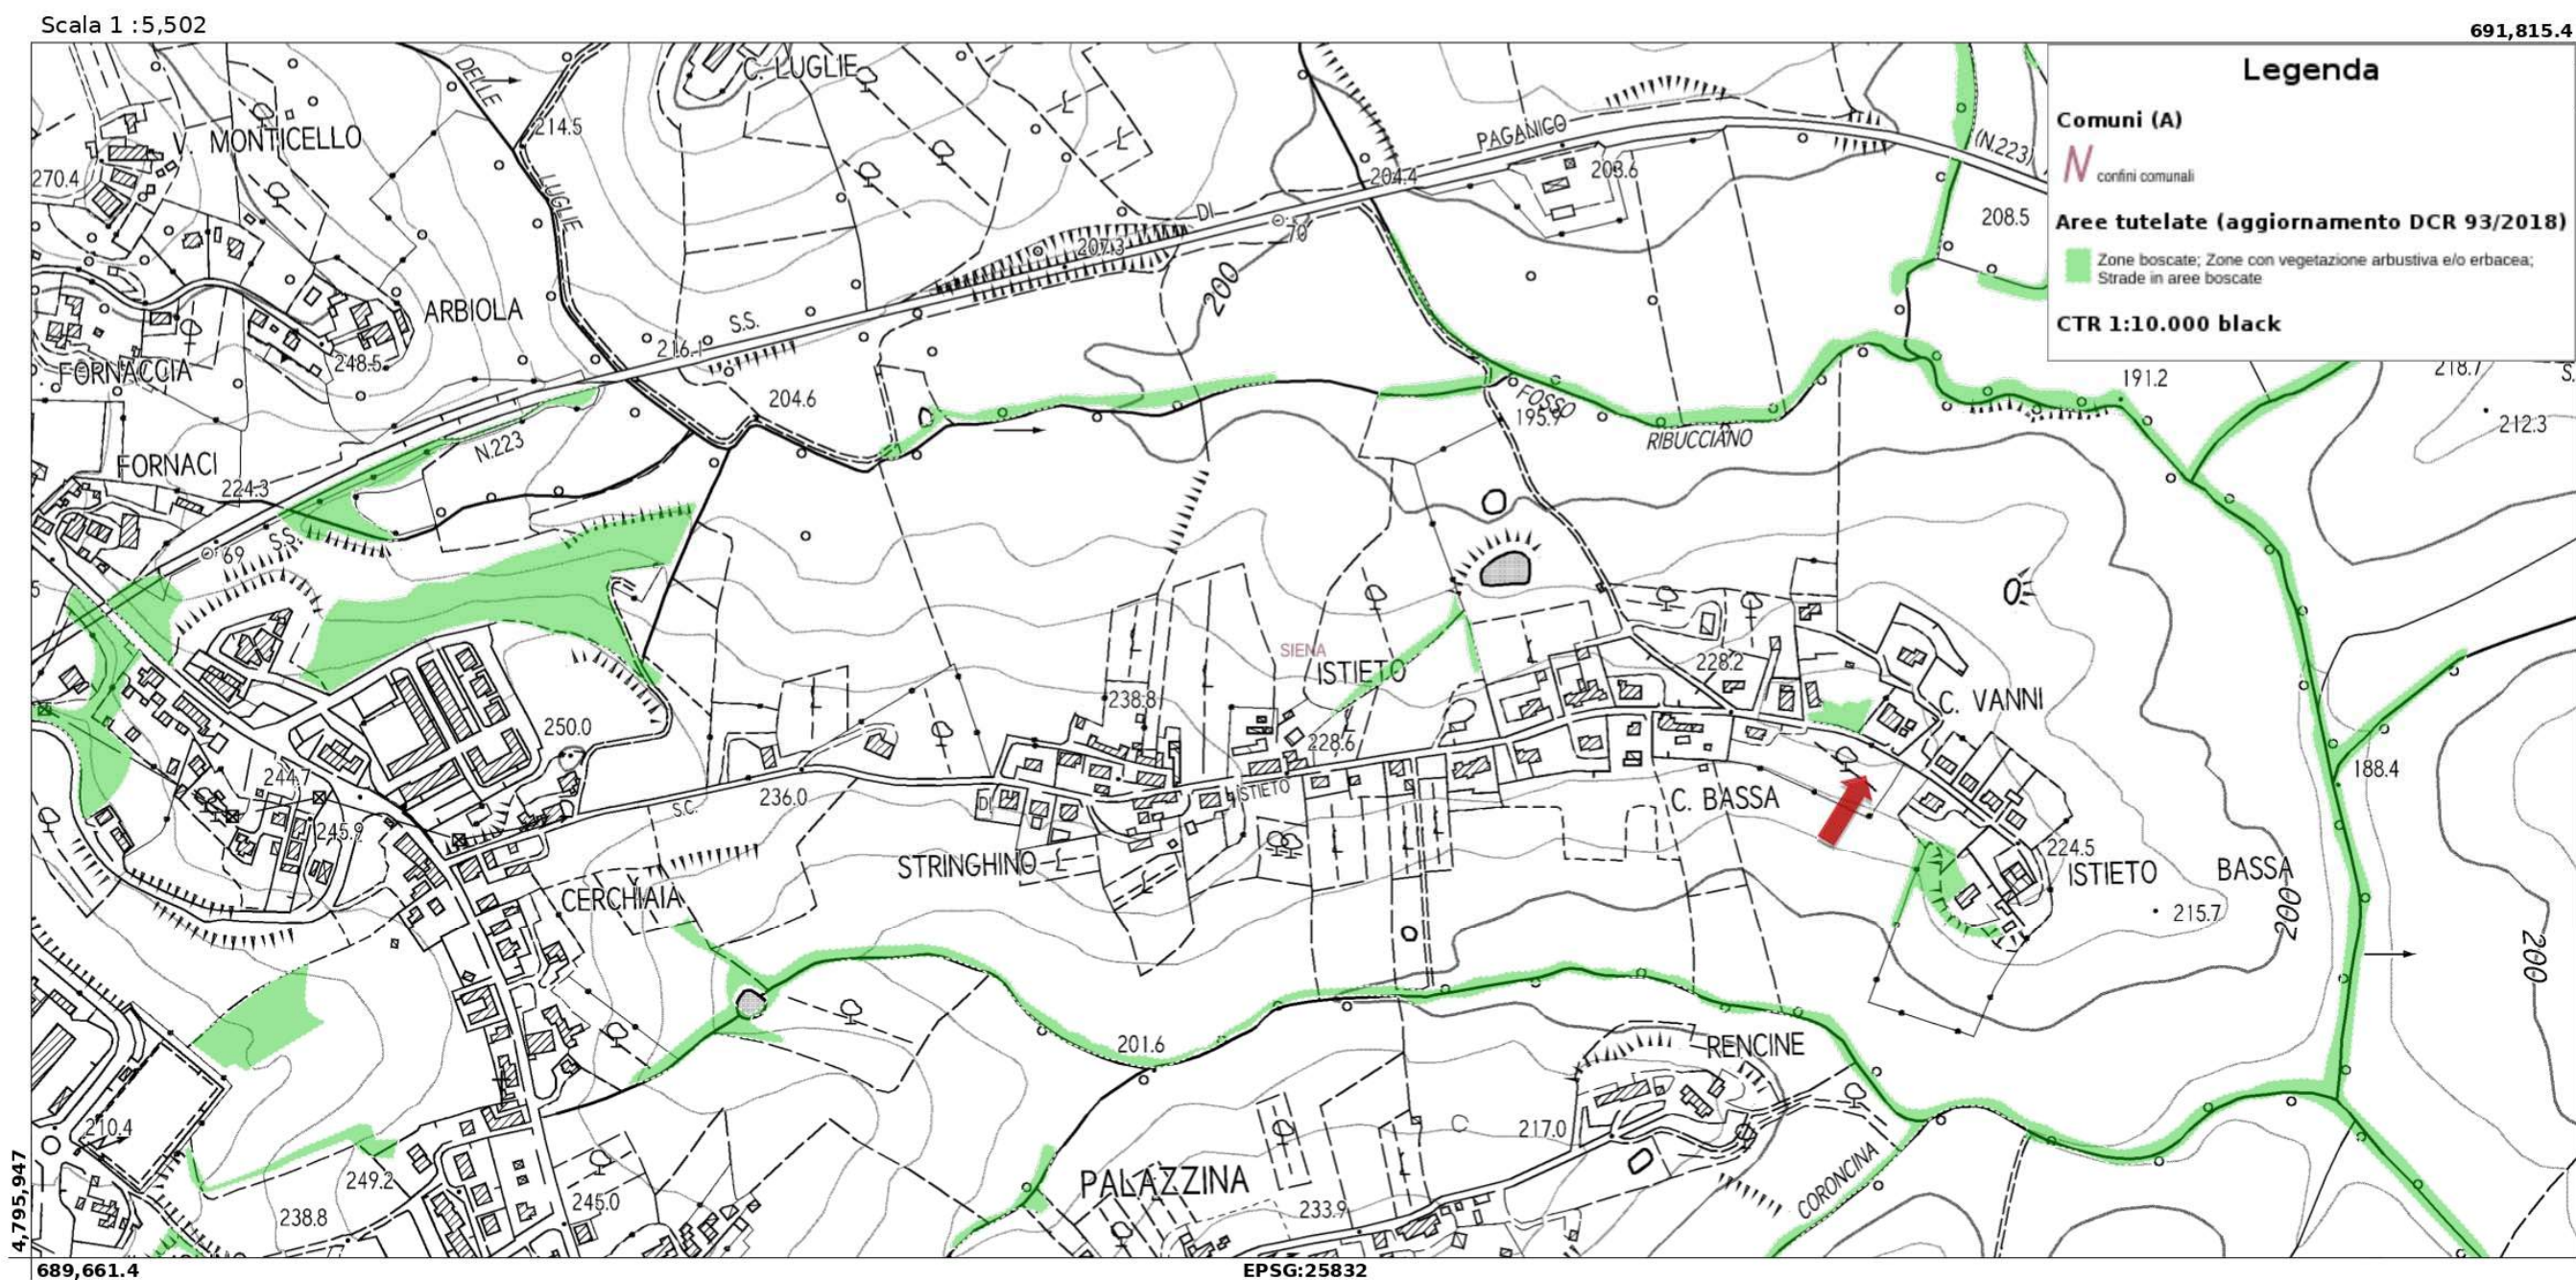 Scala 1 :5,502
691,815.4
Legenda
Comuni (A)
confini comunali
Aree tutelate (aggiornamento DCR 93/2018)
Zone boscate; Zone con vegetazione arbustiva e/o erbacea;
Strade in aree boscate
CTR 1:10.000 black
DELE
C. LUGLIE
214.5
V. MONTICELLO
270.4
LUGLIE
PAGANICO
(N.223)
204.4
203.6
208.5
DI
70
207.3
200
ARBIOLA
S.S.
216.1
248.5
FORNACCIA
204.6
FOSSO
195.9
RIBUCCIANO
191.2
218.7
S.
212.3
N.223
FORNACI
224.3
S.S.
69
5
SIENA
ISTIETO
228.2
238.8
C. VANNI
250.0
228.6
244.7
188.4
236.0
S.C.
DI
ISTIETO
C. BASSA
245.9
STRINGHINO
224.5
ISTIETO
BASSA
CERCHIAIA
215.7
200
200
201.6
RENCINE
210.4
217.0
CORONCINA
249.2
PALAZZINA
238.8
245.0
233.9
4,795,947
689,661.4
EPSG:25832